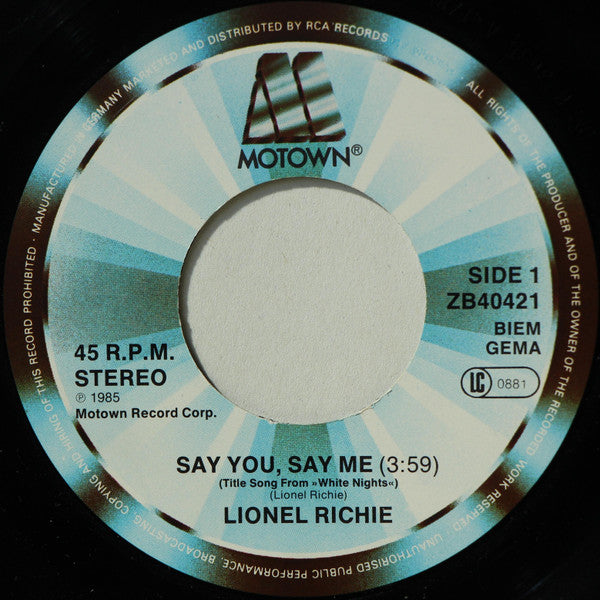 MANUFACTURED IN GERMANY MARKETED AND DISTRIBUTED BY RCA RECORDS · ALL RIGHTS OF THE PRODUCER AND OF THE OWNER OF THE RECORDED WORK RESERVED. UNAUTHORISED PUBLIC PERFORMANCE, BROADCASTING, COPYING AND HIRING OF THIS RECORD PROHIBITED ·
MOTOWN®
SIDE 1
ZB40421
BIEM
GEMA
LC 0881
45 R.P.M.
STEREO
℗ 1985
Motown Record Corp.
SAY YOU, SAY ME (3:59)
(Title Song From »White Nights«)
(Lionel Richie)
LIONEL RICHIE